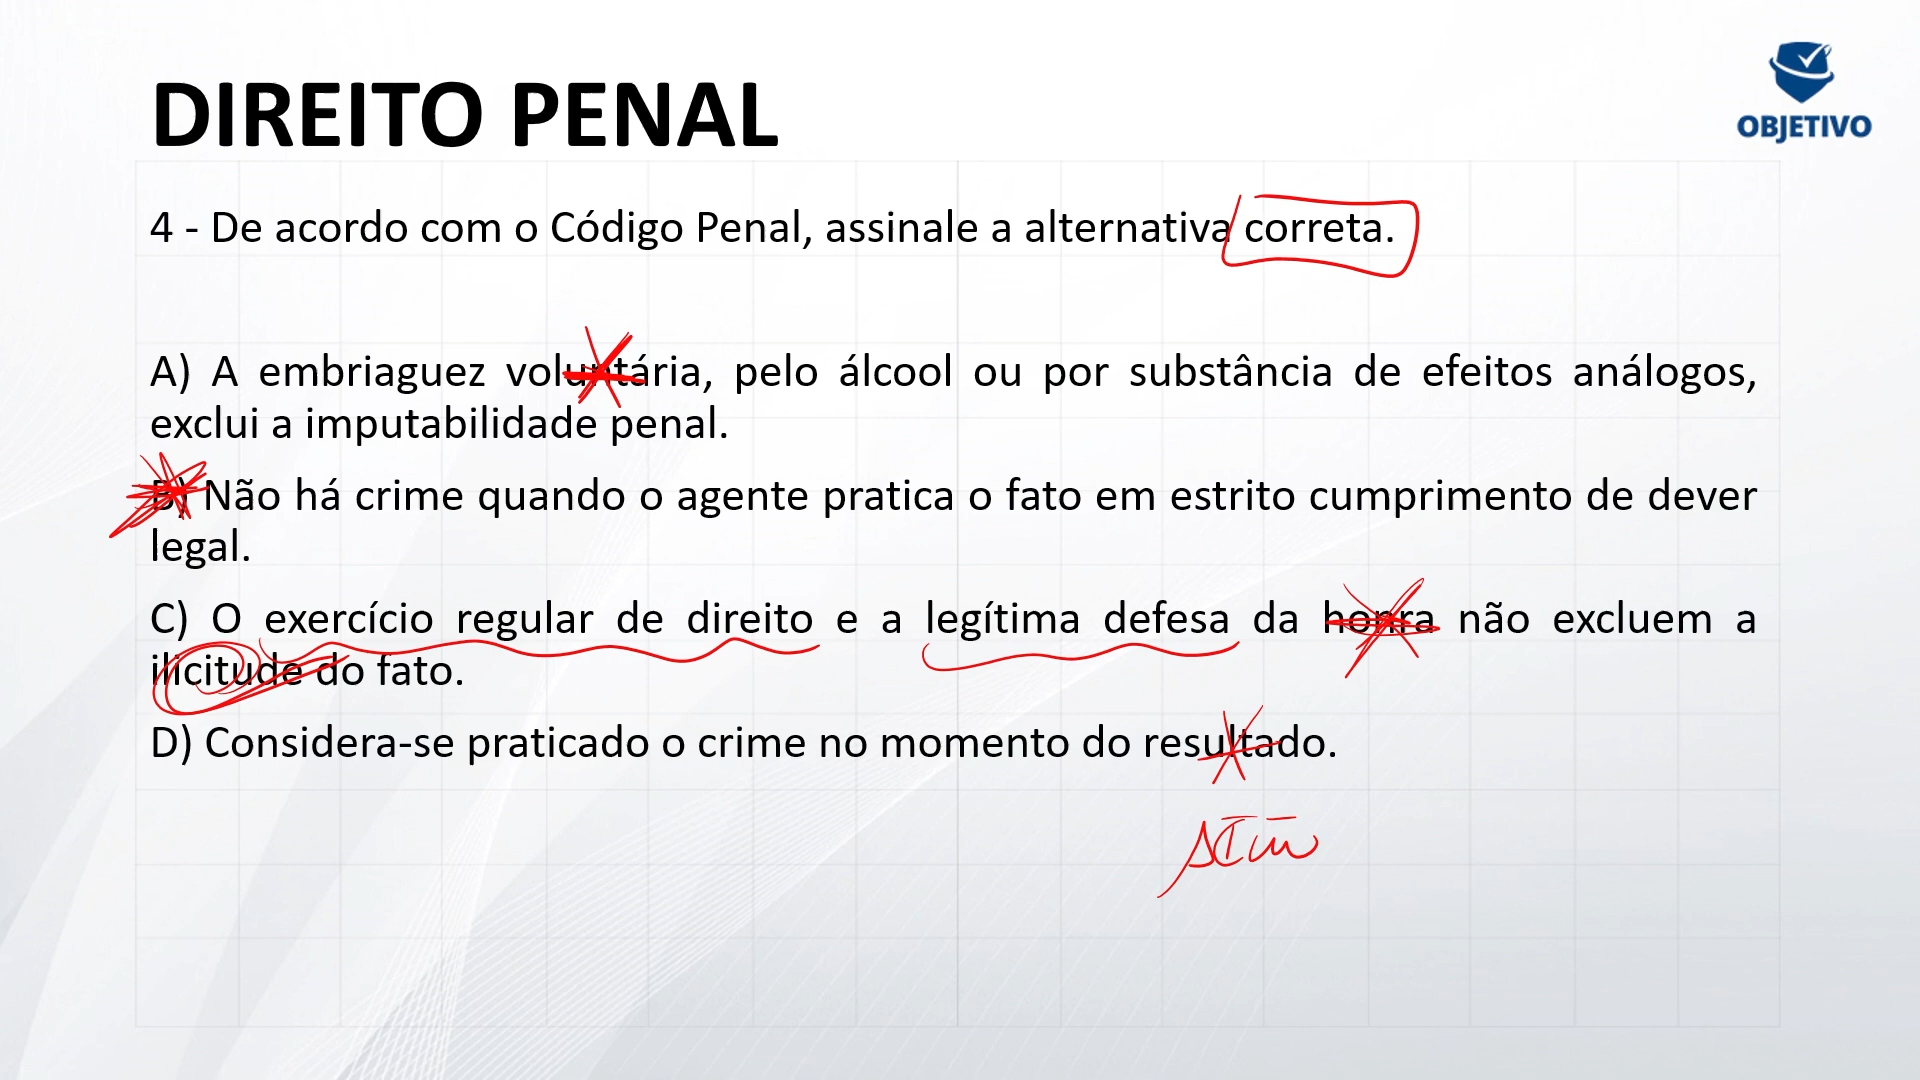 DIREITO PENAL
OBJETIVO
4 - De acordo com o Código Penal, assinale a alternativa correta.
A) A embriaguez voluntária, pelo álcool ou por substância de efeitos análogos,
exclui a imputabilidade penal.
B) Não há crime quando o agente pratica o fato em estrito cumprimento de dever
legal.
C) O exercício regular de direito e a legítima defesa da honra não excluem a
ilicitude do fato.
D) Considera-se praticado o crime no momento do resultado.